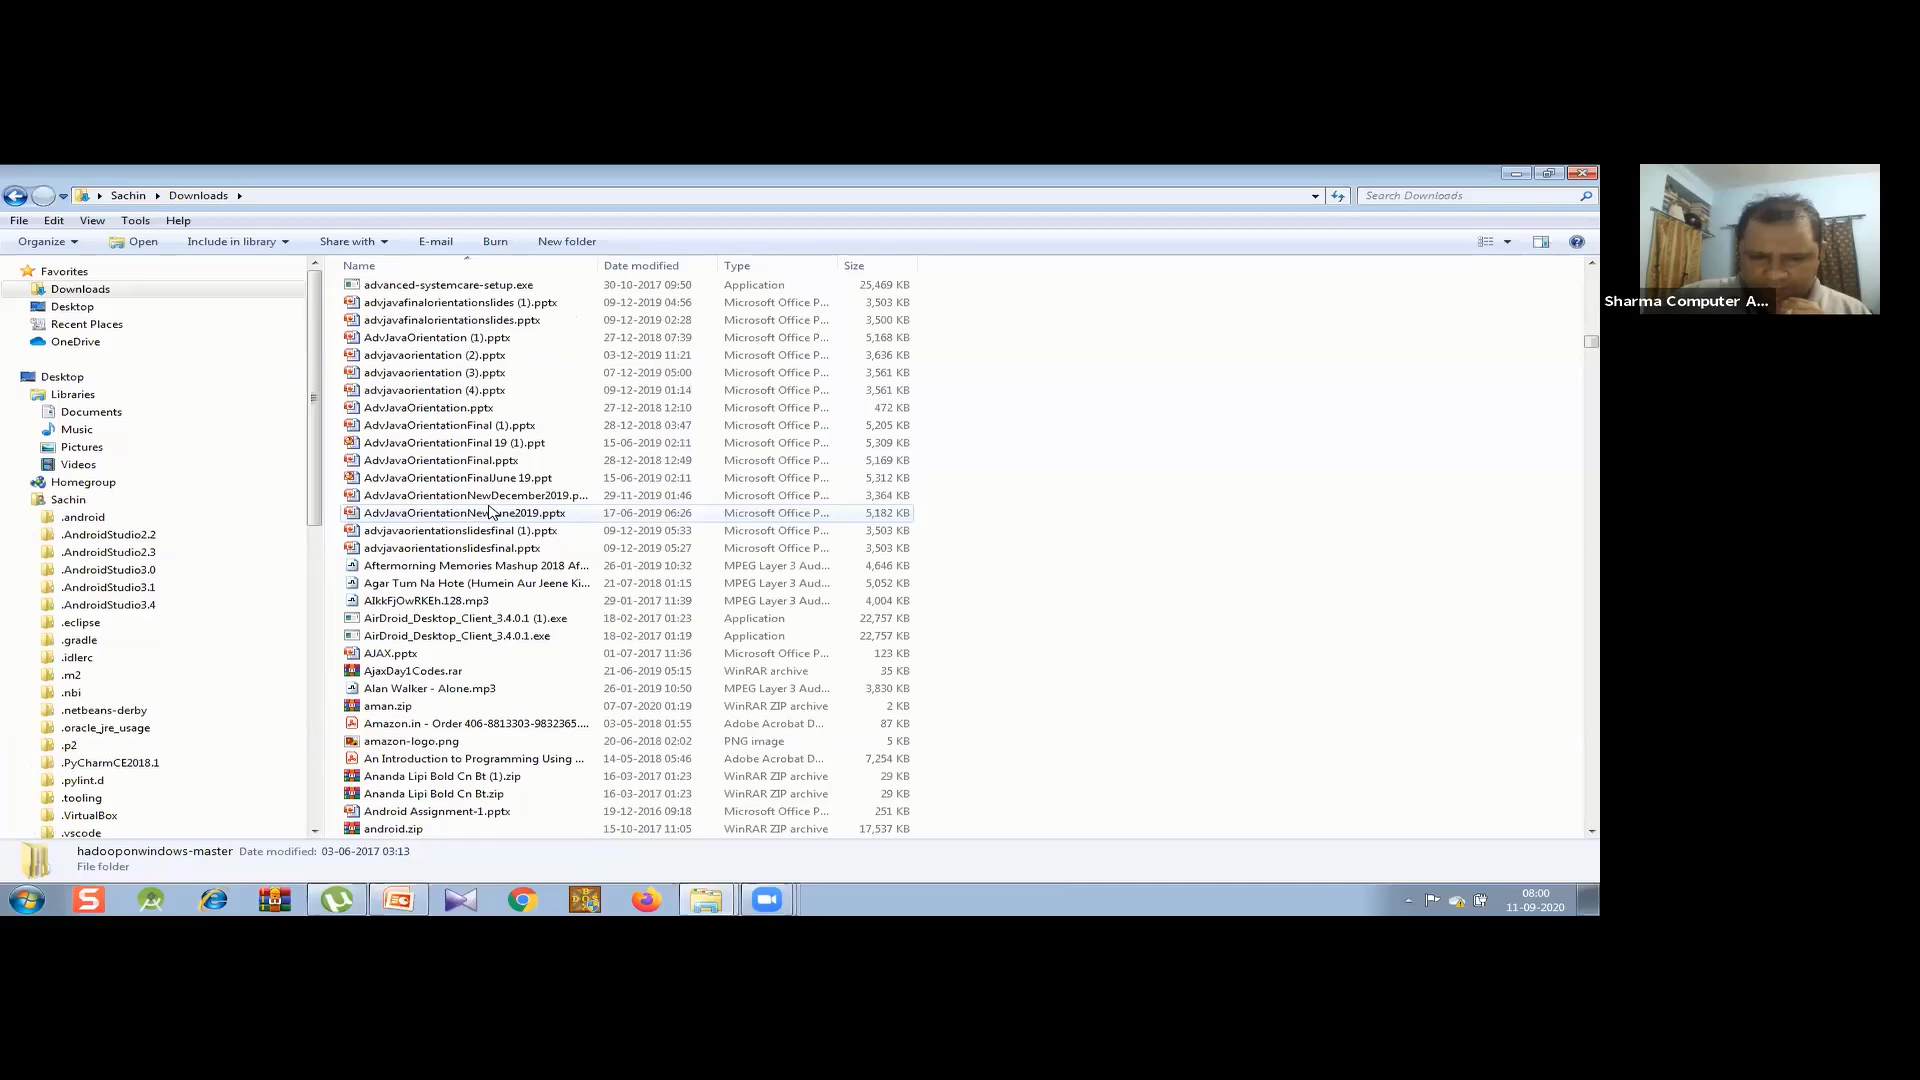 Sachin Downloads
Search Downloads
File Edit View Tools Help
Organize Open Include in library Share with E-mail Burn New folder
Name Date modified Type Size
Favorites
Downloads
Desktop
Recent Places
OneDrive
Desktop
Libraries
Documents
Music
Pictures
Videos
Homegroup
Sachin
.android
.AndroidStudio2.2
.AndroidStudio2.3
.AndroidStudio3.0
.AndroidStudio3.1
.AndroidStudio3.4
.eclipse
.gradle
.idlerc
.m2
.nbi
.netbeans-derby
.oracle_jre_usage
.p2
.PyCharmCE2018.1
.pylint.d
.tooling
.VirtualBox
.vscode
advanced-systemcare-setup.exe 30-10-2017 09:50 Application 25,469 KB
advjavafinalorientationslides (1).pptx 09-12-2019 04:56 Microsoft Office P... 3,503 KB
advjavafinalorientationslides.pptx 09-12-2019 02:28 Microsoft Office P... 3,500 KB
AdvJavaOrientation (1).pptx 27-12-2018 07:39 Microsoft Office P... 5,168 KB
advjavaorientation (2).pptx 03-12-2019 11:21 Microsoft Office P... 3,636 KB
advjavaorientation (3).pptx 07-12-2019 05:00 Microsoft Office P... 3,561 KB
advjavaorientation (4).pptx 09-12-2019 01:14 Microsoft Office P... 3,561 KB
AdvJavaOrientation.pptx 27-12-2018 12:10 Microsoft Office P... 472 KB
AdvJavaOrientationFinal (1).pptx 28-12-2018 03:47 Microsoft Office P... 5,205 KB
AdvJavaOrientationFinal 19 (1).ppt 15-06-2019 02:11 Microsoft Office P... 5,309 KB
AdvJavaOrientationFinal.pptx 28-12-2018 12:49 Microsoft Office P... 5,169 KB
AdvJavaOrientationFinalJune 19.ppt 15-06-2019 02:11 Microsoft Office P... 5,312 KB
AdvJavaOrientationNewDecember2019.p... 29-11-2019 01:46 Microsoft Office P... 3,364 KB
AdvJavaOrientationNewJune2019.pptx 17-06-2019 06:26 Microsoft Office P... 5,182 KB
advjavaorientationslidesfinal (1).pptx 09-12-2019 05:33 Microsoft Office P... 3,503 KB
advjavaorientationslidesfinal.pptx 09-12-2019 05:27 Microsoft Office P... 3,503 KB
Aftermorning Memories Mashup 2018 Af... 26-01-2019 10:32 MPEG Layer 3 Aud... 4,646 KB
Agar Tum Na Hote (Humein Aur Jeene Ki... 21-07-2018 01:15 MPEG Layer 3 Aud... 5,052 KB
AIkkFjOwRKEh.128.mp3 29-01-2017 11:39 MPEG Layer 3 Aud... 4,004 KB
AirDroid_Desktop_Client_3.4.0.1 (1).exe 18-02-2017 01:23 Application 22,757 KB
AirDroid_Desktop_Client_3.4.0.1.exe 18-02-2017 01:19 Application 22,757 KB
AJAX.pptx 01-07-2017 11:36 Microsoft Office P... 123 KB
AjaxDay1Codes.rar 21-06-2019 05:15 WinRAR archive 35 KB
Alan Walker - Alone.mp3 26-01-2019 10:50 MPEG Layer 3 Aud... 3,830 KB
aman.zip 07-07-2020 01:19 WinRAR ZIP archive 2 KB
Amazon.in - Order 406-8813303-9832365.... 03-05-2018 01:55 Adobe Acrobat D... 87 KB
amazon-logo.png 20-06-2018 02:02 PNG image 5 KB
An Introduction to Programming Using ... 14-05-2018 05:46 Adobe Acrobat D... 7,254 KB
Ananda Lipi Bold Cn Bt (1).zip 16-03-2017 01:23 WinRAR ZIP archive 29 KB
Ananda Lipi Bold Cn Bt.zip 16-03-2017 01:23 WinRAR ZIP archive 29 KB
Android Assignment-1.pptx 19-12-2016 09:18 Microsoft Office P... 251 KB
android.zip 15-10-2017 11:05 WinRAR ZIP archive 17,537 KB
hadooponwindows-master Date modified: 03-06-2017 03:13
File folder
08:00
11-09-2020
Sharma Computer A...